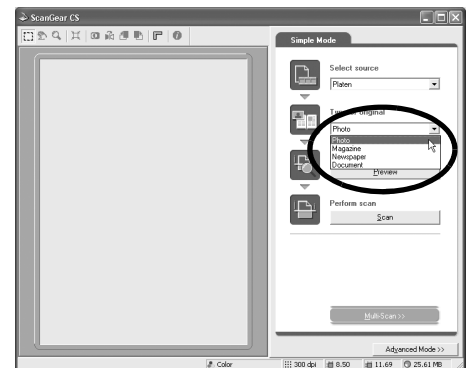 ScanGear CS
Simple Mode
Select source
Platen
Type of original
Photo
Photo
Magazine
Newspaper
Document
Preview
Perform scan
Scan
Multi-Scan >>
Advanced Mode >>
Color 300 dpi 8.50 11.69 25.61 MB